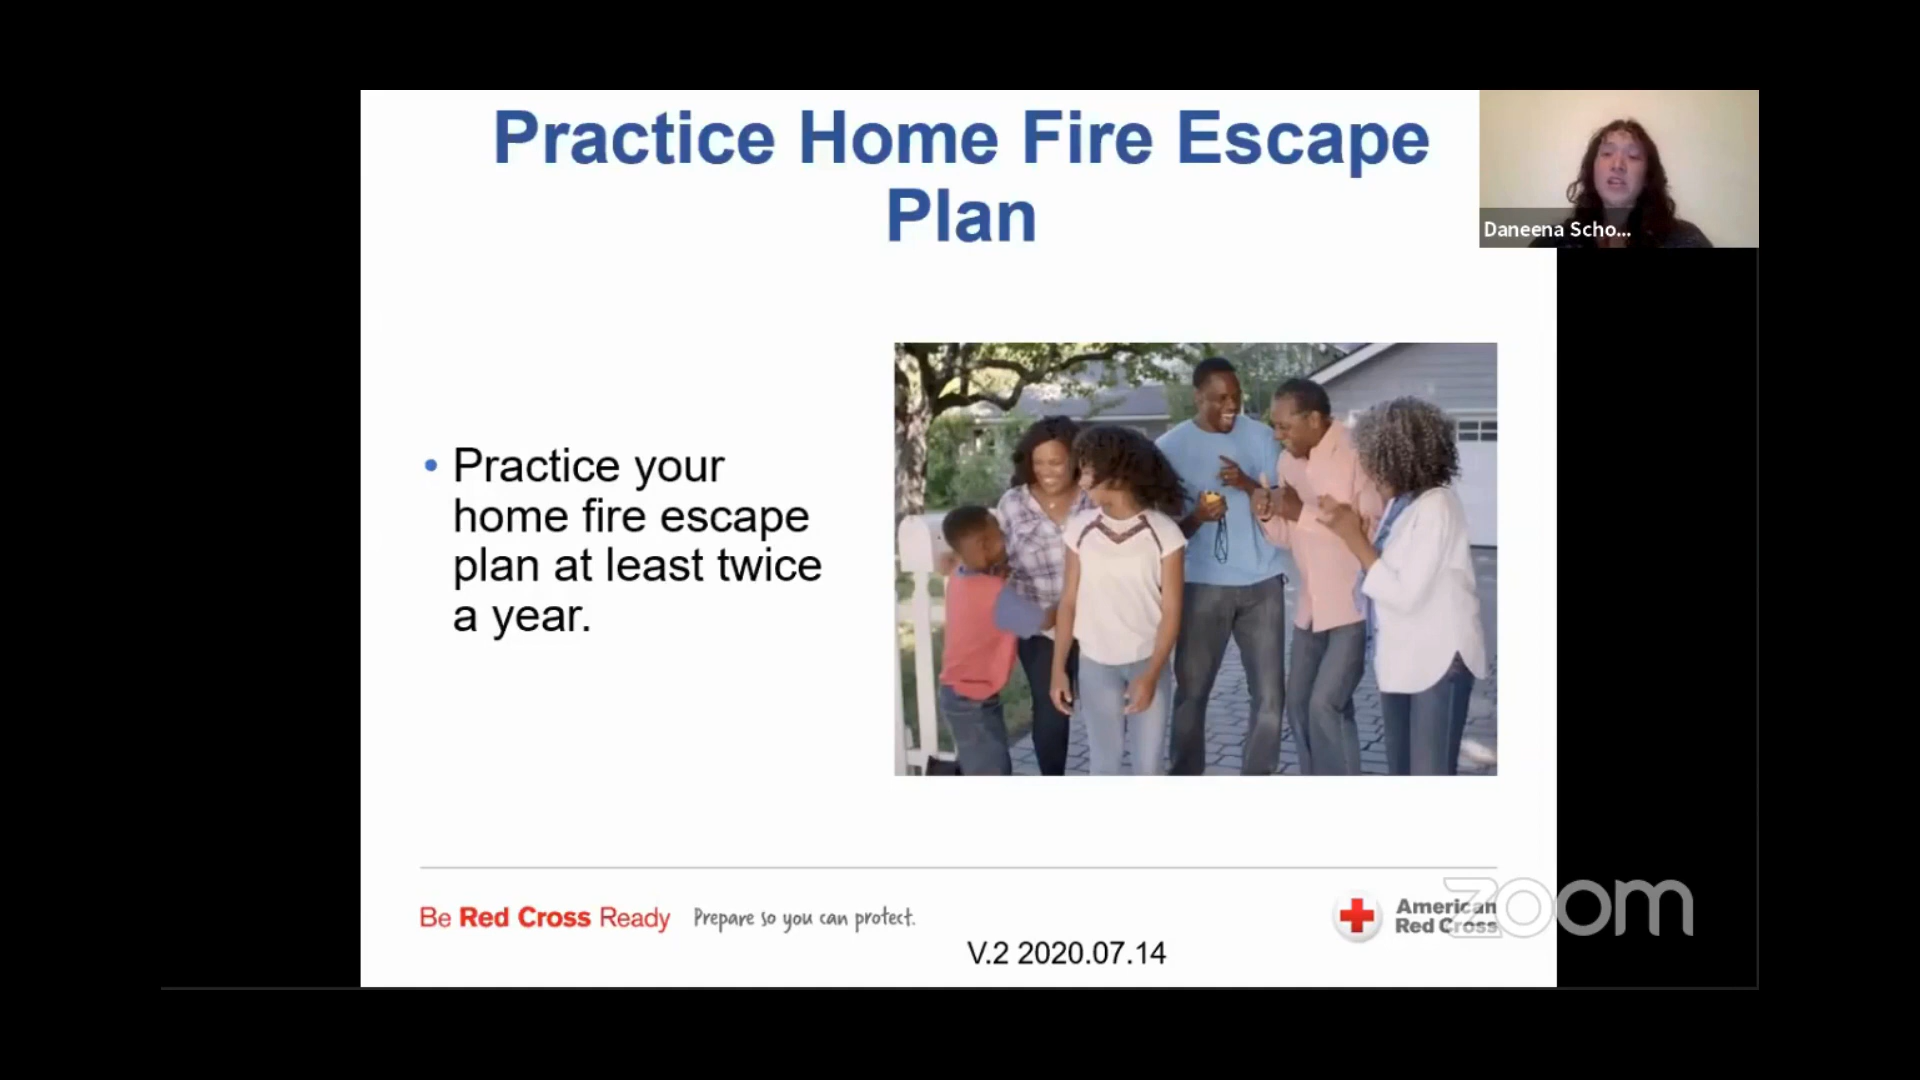 Practice Home Fire Escape
Plan
Daneena Scho...
• Practice your
home fire escape
plan at least twice
a year.
Be Red Cross Ready Prepare so you can protect.
American
Red Cross
zoom
V.2 2020.07.14